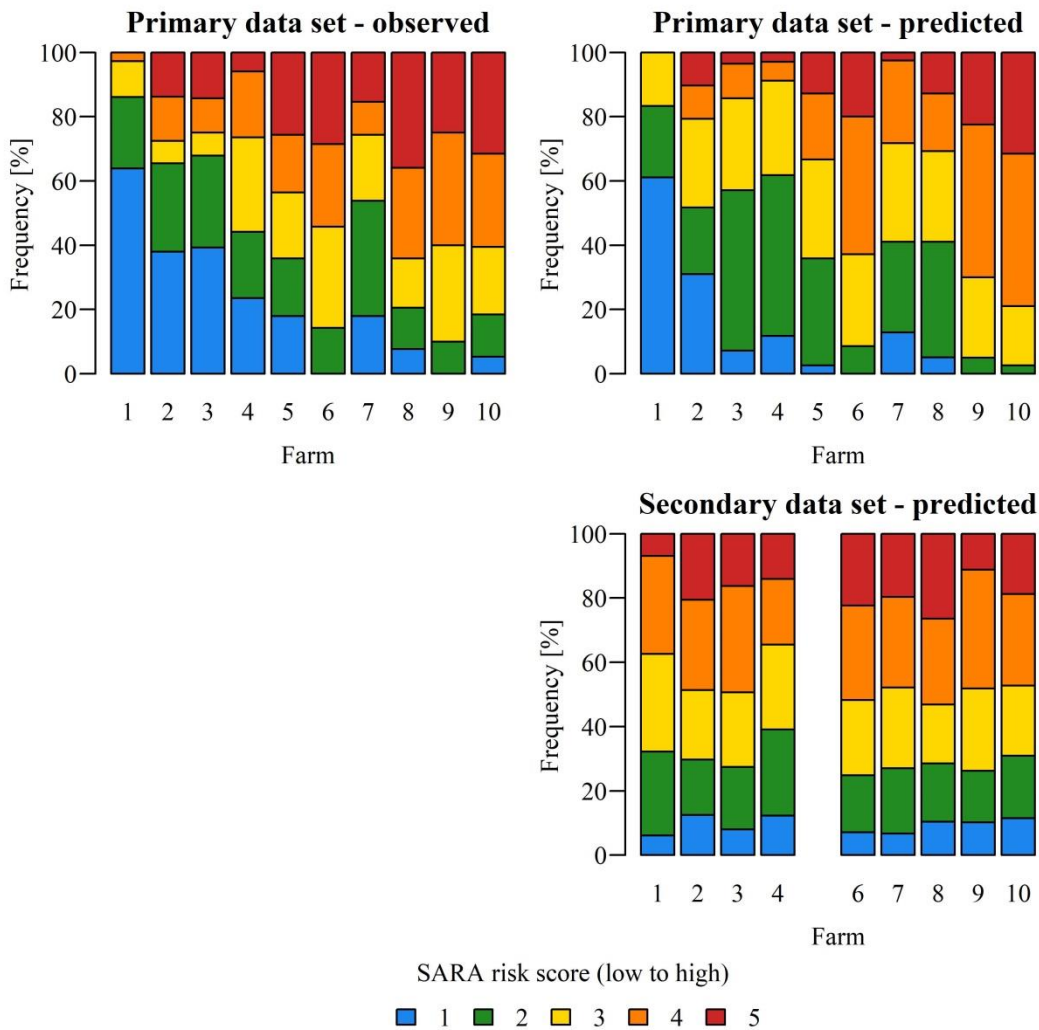 Primary data set - observed
Frequency [%]
100
80
60
40
20
0
1 2 3 4 5 6 7 8 9 10
Farm
Primary data set - predicted
Frequency [%]
100
80
60
40
20
0
1 2 3 4 5 6 7 8 9 10
Farm
Secondary data set - predicted
Frequency [%]
100
80
60
40
20
0
1 2 3 4 6 7 8 9 10
Farm
SARA risk score (low to high)
1 2 3 4 5